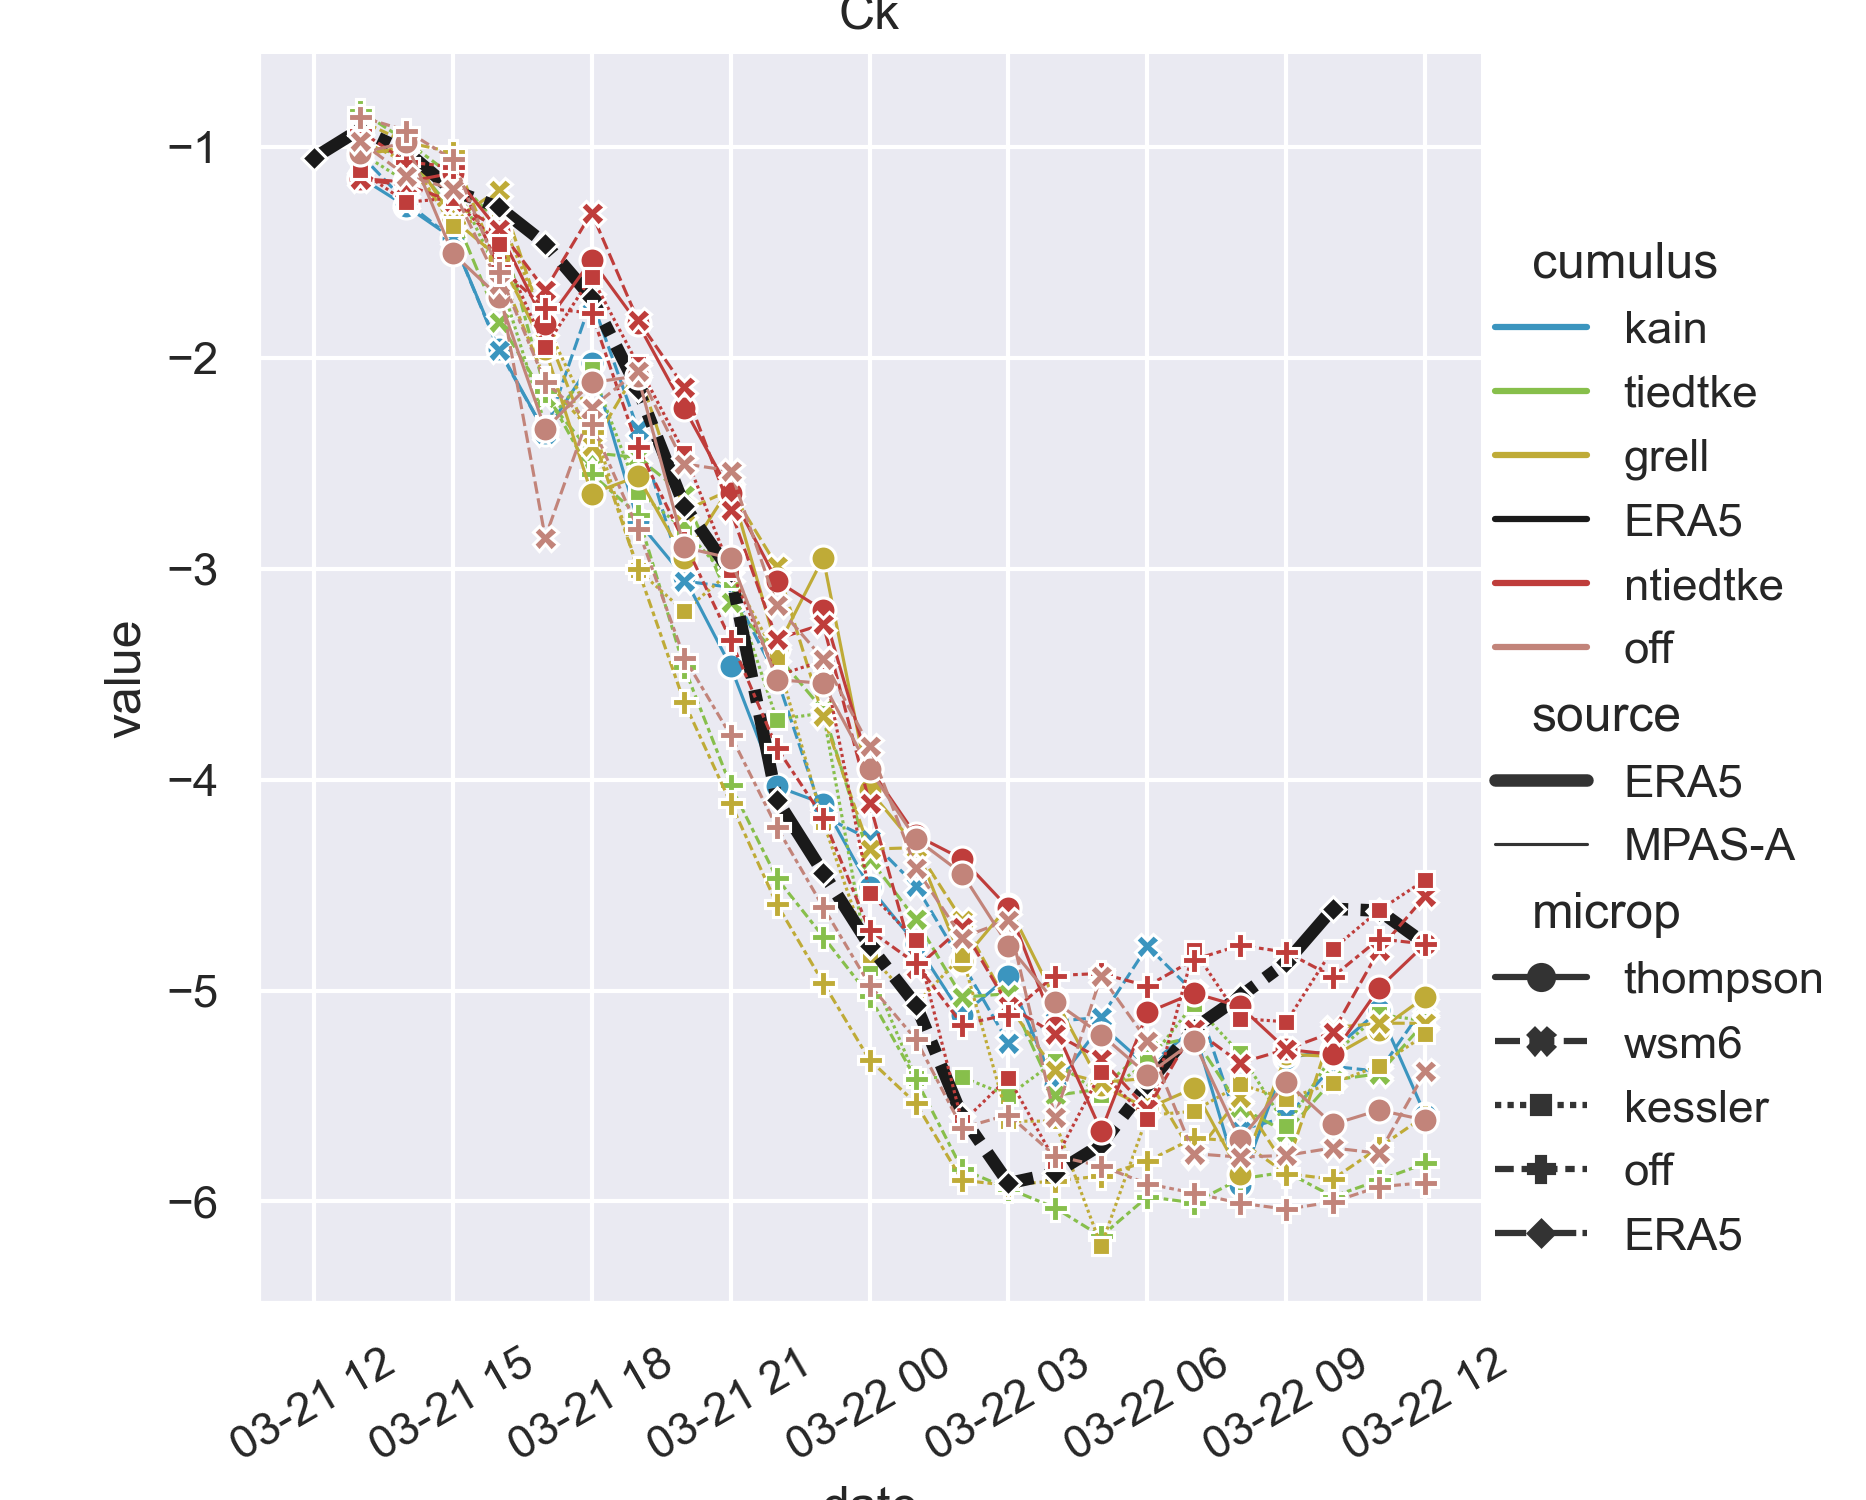 Ck
−1
−2
−3
−4
−5
−6
value
03-21 12
03-21 15
03-21 18
03-21 21
03-22 00
03-22 03
03-22 06
03-22 09
03-22 12
date
cumulus
kain
tiedtke
grell
ERA5
ntiedtke
off
source
ERA5
MPAS-A
microp
thompson
wsm6
kessler
off
ERA5